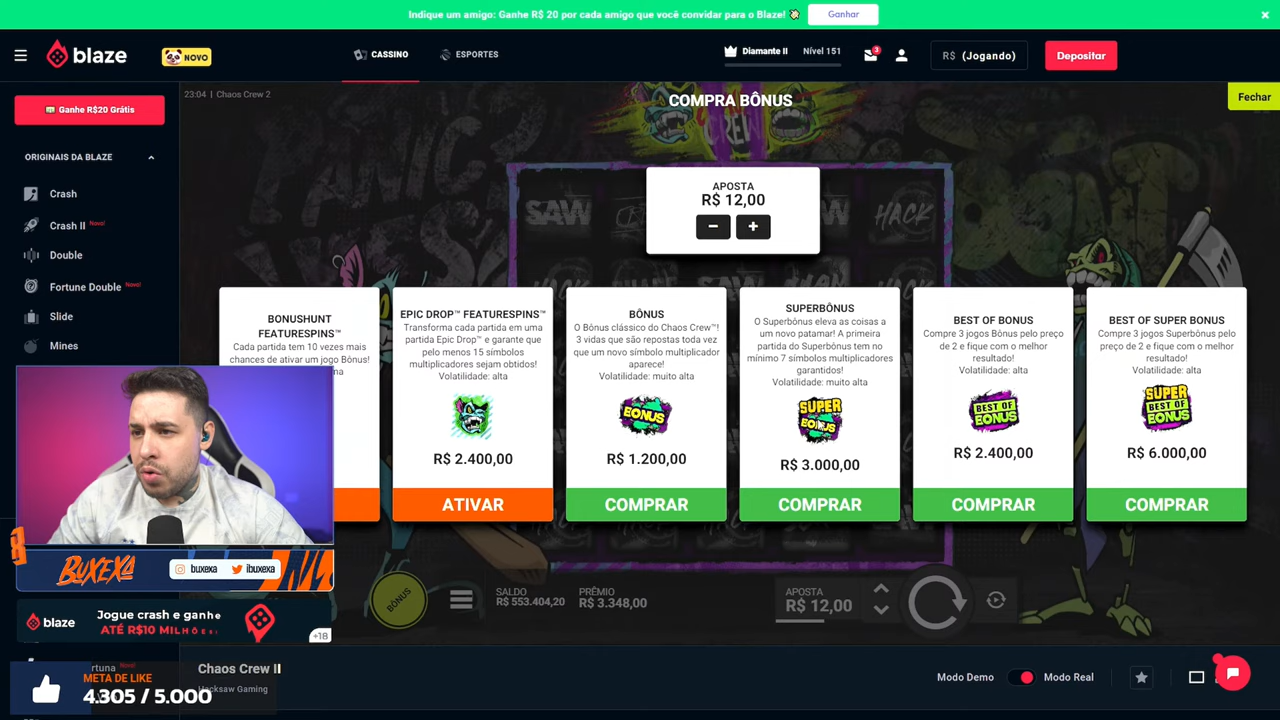 Indique um amigo: Ganhe R$ 20 por cada amigo que você convidar para o Blaze!
Ganhar
blaze
NOVO
CASSINO
ESPORTES
Diamante II
Nível 151
3
R$ (Jogando)
Depositar
Ganhe R$20 Grátis
23:04 | Chaos Crew 2
COMPRA BÔNUS
Fechar
ORIGINAIS DA BLAZE
Crash
Crash II Novo!
Double
Fortune Double Novo!
Slide
Mines
APOSTA
R$ 12,00
SAW
HACK
BONUSHUNT
FEATURESPINS™
Cada partida tem 10 vezes mais
chances de ativar um jogo Bônus!
EPIC DROP™ FEATURESPINS™
Transforma cada partida em uma
partida Epic Drop™ e garante que
pelo menos 15 símbolos
multiplicadores sejam obtidos!
Volatilidade: alta
R$ 2.400,00
ATIVAR
BÔNUS
O Bônus clássico do Chaos Crew™!
3 vidas que são repostas toda vez
que um novo símbolo multiplicador
aparece!
Volatilidade: muito alta
BONUS
R$ 1.200,00
COMPRAR
SUPERBÔNUS
O Superbônus eleva as coisas a
um novo patamar! A primeira
partida do Superbônus tem no
mínimo 7 símbolos multiplicadores
garantidos!
Volatilidade: muito alta
SUPER
BONUS
R$ 3.000,00
COMPRAR
BEST OF BONUS
Compre 3 jogos Bônus pelo preço
de 2 e fique com o melhor
resultado!
Volatilidade: alta
BEST OF
BONUS
R$ 2.400,00
COMPRAR
BEST OF SUPER BONUS
Compre 3 jogos Superbônus pelo
preço de 2 e fique com o melhor
resultado!
Volatilidade: alta
SUPER
BEST OF
BONUS
R$ 6.000,00
COMPRAR
BUXEXA
buxexa
ibuxexa
blaze
Jogue crash e ganhe
ATÉ R$10 MILHÕES!
+18
BÔNUS
SALDO
R$ 553.404,20
PRÊMIO
R$ 3.348,00
APOSTA
R$ 12,00
META DE LIKE
4.305 / 5.000
Chaos Crew II
Hacksaw Gaming
Modo Demo
Modo Real